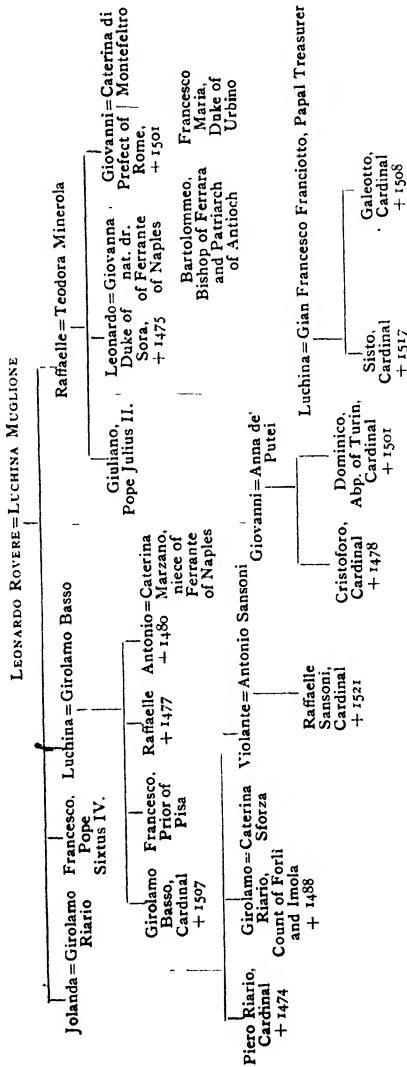 LEONARDO ROVERE=LUCHINA MUGLIONE
Jolanda=Girolamo
Riario
Francesco,
Pope
Sixtus IV.
Luchina=Girolamo Basso
Raffaelle=Teodora Minerola
Girolamo
Basso,
Cardinal
+ 1507
Francesco,
Prior of
Pisa
Raffaelle
+ 1477
Antonio=Caterina
+ 1480 Marzano,
niece of
Ferrante
of Naples
Giuliano,
Pope Julius II.
Leonardo=Giovanna
Duke of nat. dr.
Sora, of Ferrante
+ 1475 of Naples
Giovanni=Caterina di
Prefect of Montefeltro
Rome,
+ 1501
Bartolommeo,
Bishop of Ferrara
and Patriarch
of Antioch
Francesco
Maria,
Duke of
Urbino
Piero Riario,
Cardinal
+ 1474
Girolamo=Caterina
Riario, Sforza
Count of Forli
and Imola
+ 1488
Violante=Antonio Sansoni
Giovanni=Anna de'
Putei
Luchina=Gian Francesco Franciotto, Papal Treasurer
Raffaelle
Sansoni,
Cardinal
+ 1521
Cristoforo,
Cardinal
+ 1478
Dominico,
Abp. of Turin,
Cardinal
+ 1501
Sisto,
Cardinal
+ 1517
Galeotto,
Cardinal
+ 1508